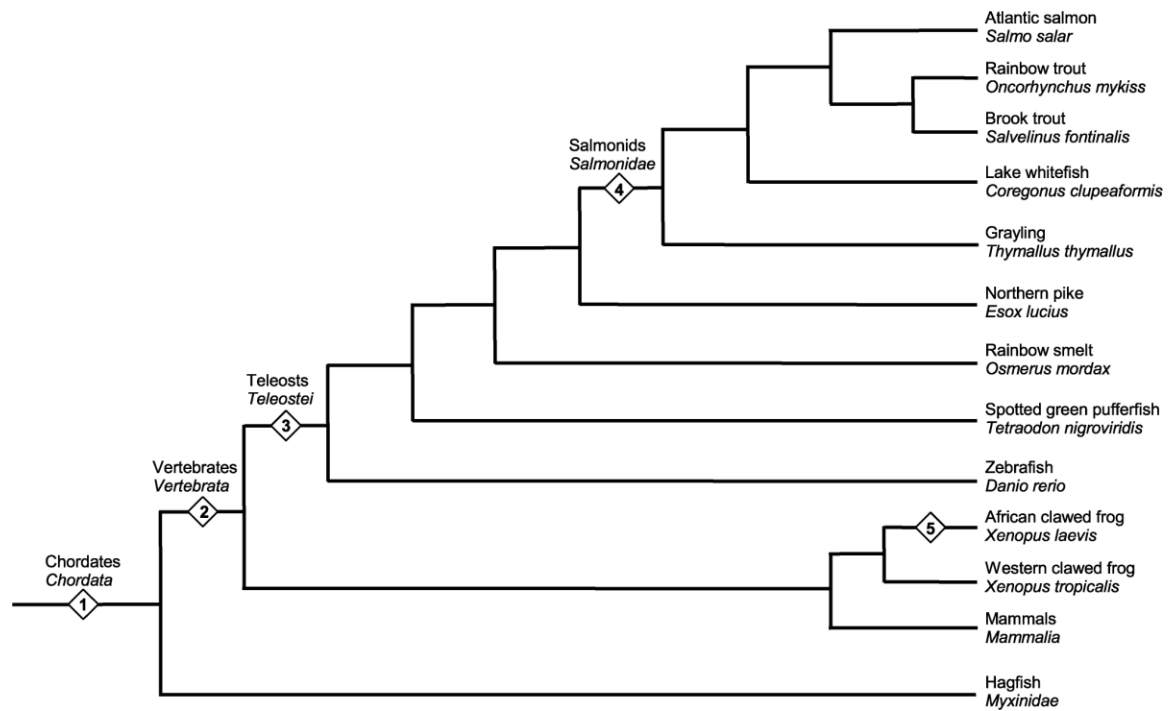 Atlantic salmon
Salmo salar
Rainbow trout
Oncorhynchus mykiss
Brook trout
Salvelinus fontinalis
Salmonids
Salmonidae
Lake whitefish
Coregonus clupeaformis
4
Grayling
Thymallus thymallus
Northern pike
Esox lucius
Rainbow smelt
Osmerus mordax
Teleosts
Teleostei
3
Spotted green pufferfish
Tetraodon nigroviridis
Vertebrates
Vertebrata
2
Zebrafish
Danio rerio
5
African clawed frog
Xenopus laevis
Chordates
Chordata
1
Western clawed frog
Xenopus tropicalis
Mammals
Mammalia
Hagfish
Myxinidae